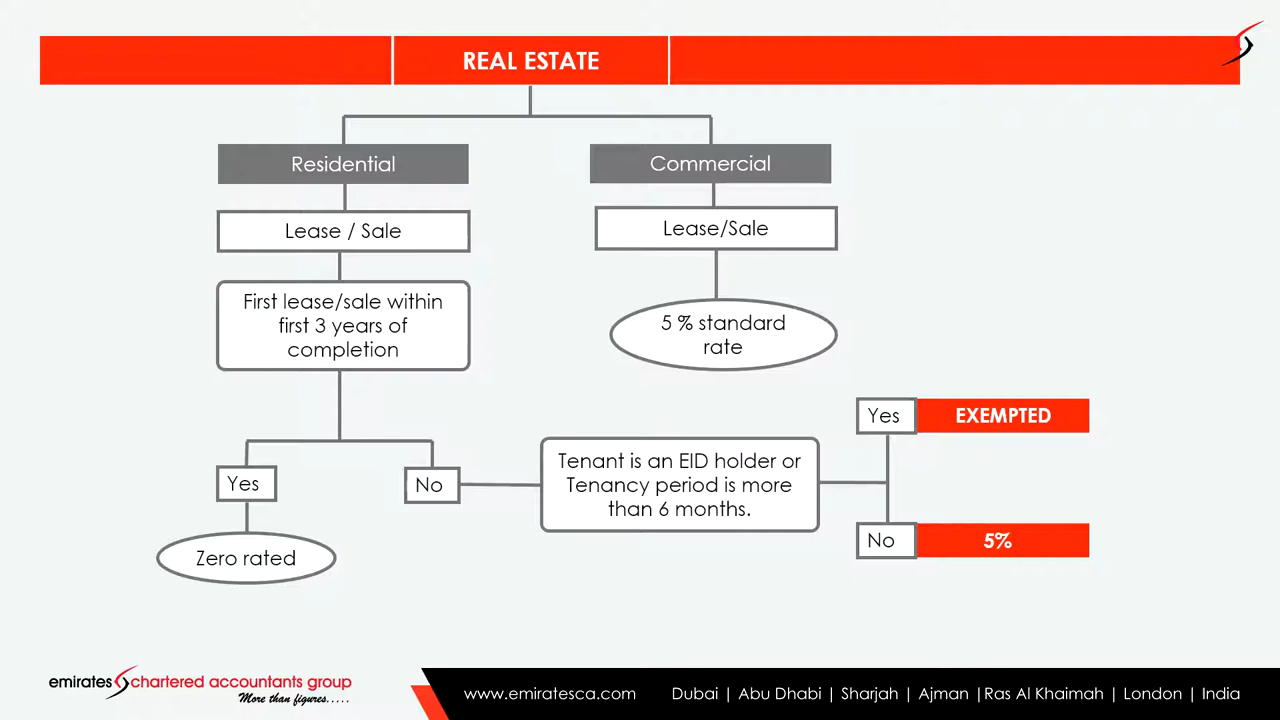 REAL ESTATE
Residential
Commercial
Lease / Sale
Lease/Sale
First lease/sale within
first 3 years of
completion
5 % standard
rate
Yes
EXEMPTED
Tenant is an EID holder or
Tenancy period is more
than 6 months.
Yes
No
No
5%
Zero rated
emirates chartered accountants group
More than figures.....
www.emiratesca.com
Dubai | Abu Dhabi | Sharjah | Ajman |Ras Al Khaimah | London | India